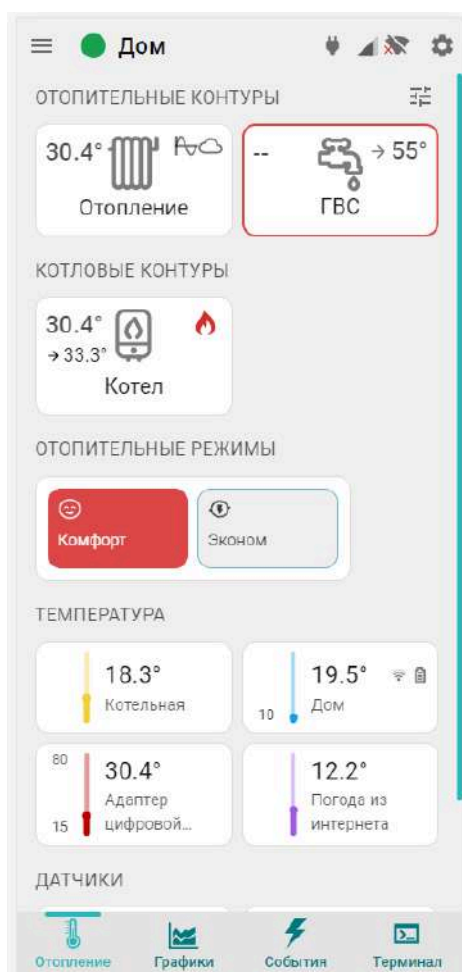 Дом
ОТОПИТЕЛЬНЫЕ КОНТУРЫ
30.4°
Отопление
--
→ 55°
ГВС
КОТЛОВЫЕ КОНТУРЫ
30.4°
→ 33.3°
Котел
ОТОПИТЕЛЬНЫЕ РЕЖИМЫ
Комфорт
Эконом
ТЕМПЕРАТУРА
18.3°
Котельная
19.5°
10
Дом
80
30.4°
Адаптер
15
цифровой...
12.2°
Погода из
интернета
ДАТЧИКИ
Отопление
Графики
События
Терминал